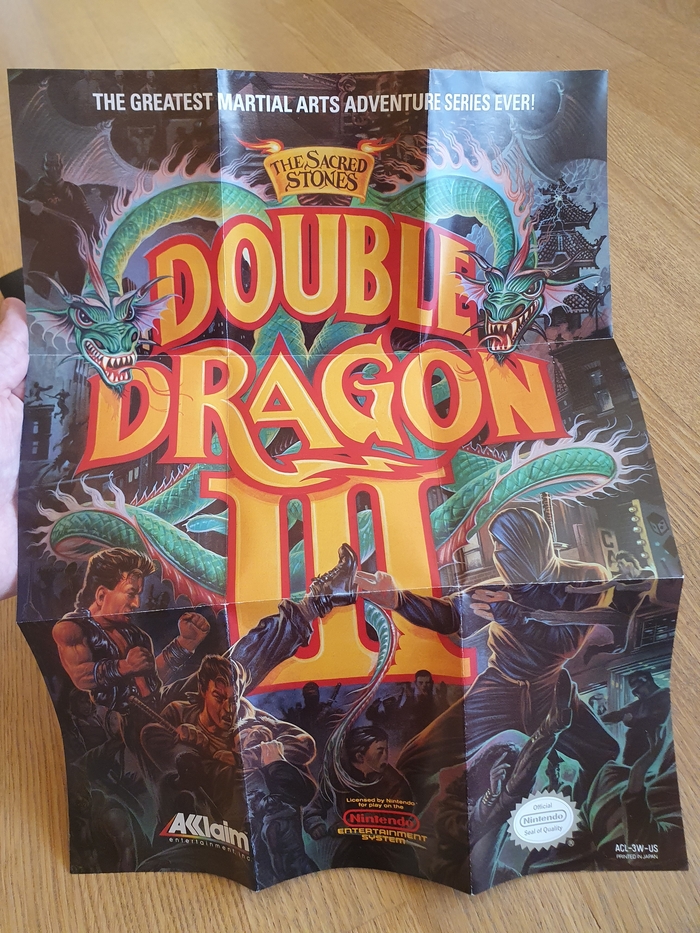 THE GREATEST MARTIAL ARTS ADVENTURE SERIES EVER!
THE SACRED
STONES
DOUBLE
DRAGON
III
AKklaim
entertainment, inc.
Licensed by Nintendo
for play on the
Nintendo
ENTERTAINMENT
SYSTEM
Official
Nintendo
Seal of Quality
®
ACL-3W-US
PRINTED IN JAPAN